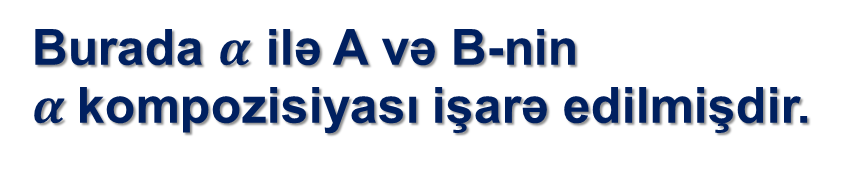 Burada 𝜶 ilə A və B-nin
𝜶 kompozisiyası işarə edilmişdir.